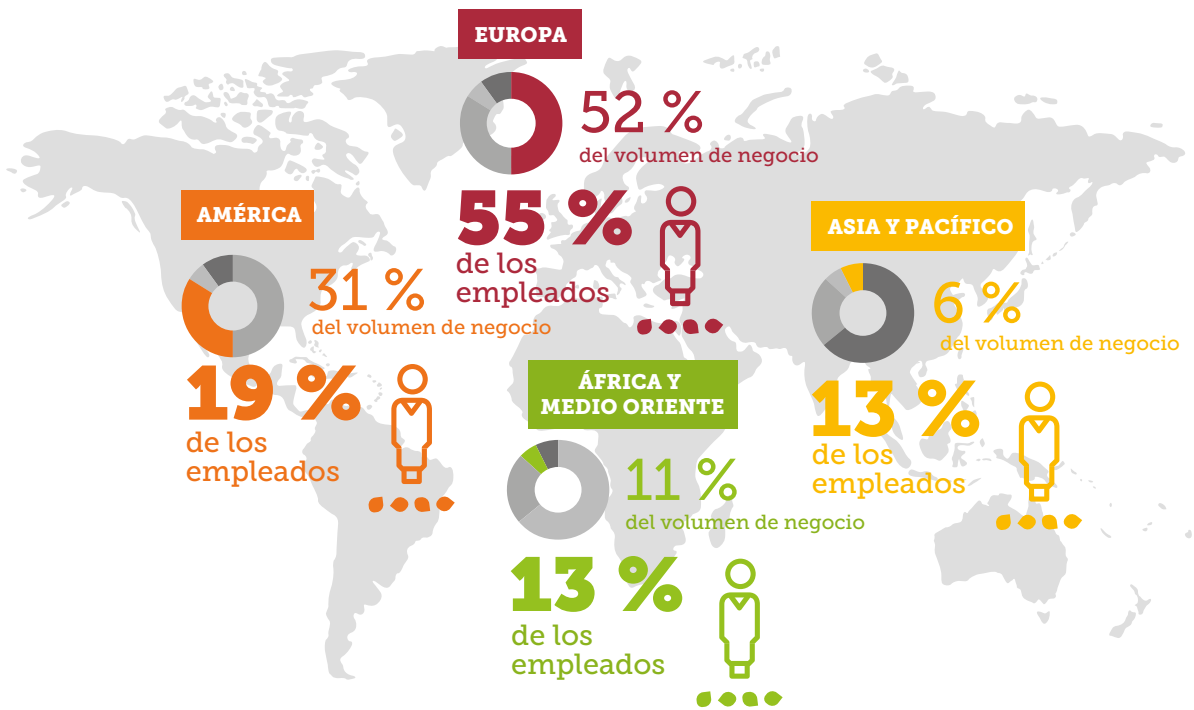 EUROPA
52 %
del volumen de negocio
55 %
de los
empleados
AMÉRICA
31 %
del volumen de negocio
19 %
de los
empleados
ASIA Y PACÍFICO
6 %
del volumen de negocio
13 %
de los
empleados
ÁFRICA Y
MEDIO ORIENTE
11 %
del volumen de negocio
13 %
de los
empleados